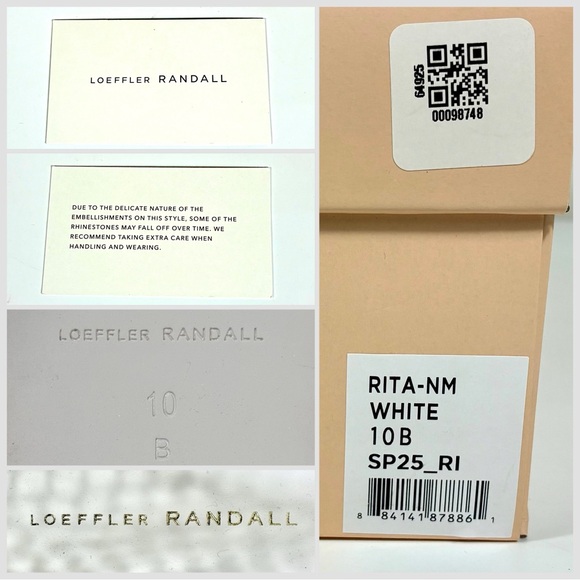 LOEFFLER RANDALL
DUE TO THE DELICATE NATURE OF THE
EMBELLISHMENTS ON THIS STYLE, SOME OF THE
RHINESTONES MAY FALL OFF OVER TIME. WE
RECOMMEND TAKING EXTRA CARE WHEN
HANDLING AND WEARING.
LOEFFLER RANDALL
10
B
LOEFFLER RANDALL
64925
00098748
RITA-NM
WHITE
10B
SP25_RI
8 84141 87886 1